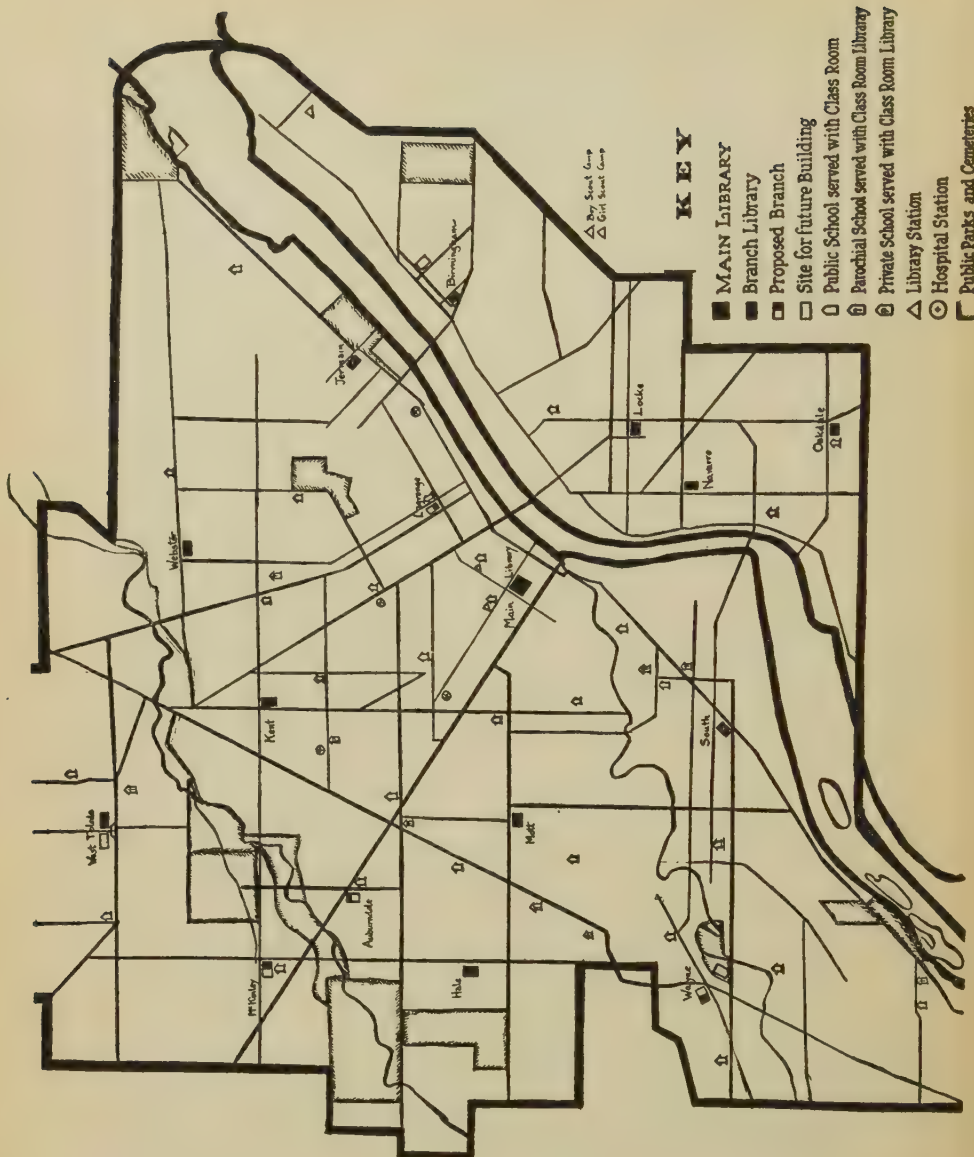 West Toledo
Webster
McKinley
Kent
Auburndale
Jermain
Lagrange
Hale
Mott
Main
Library
Birmingham
△ Boy Scout Camp
△ Girl Scout Camp
Wayne
South
Locke
Navarre
Oakdale
KEY
MAIN LIBRARY
Branch Library
Proposed Branch
Site for future Building
Public School served with Class Room
Parochial School served with Class Room Libraray
Private School served with Class Room Library
Library Station
Hospital Station
Public Parks and Cemeteries